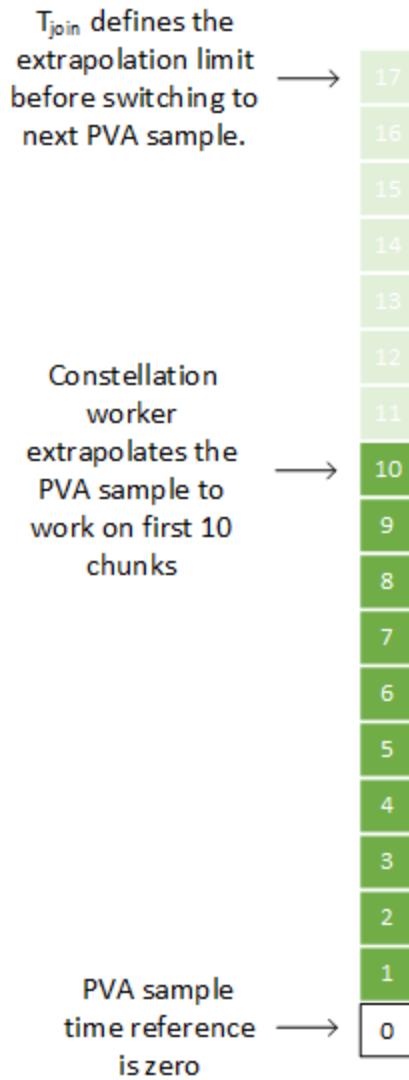 T_join defines the
extrapolation limit
before switching to
next PVA sample.
17
16
15
14
13
12
11
Constellation
worker
extrapolates the
PVA sample to
work on first 10
chunks
10
9
8
7
6
5
4
3
2
1
PVA sample
time reference
is zero
0